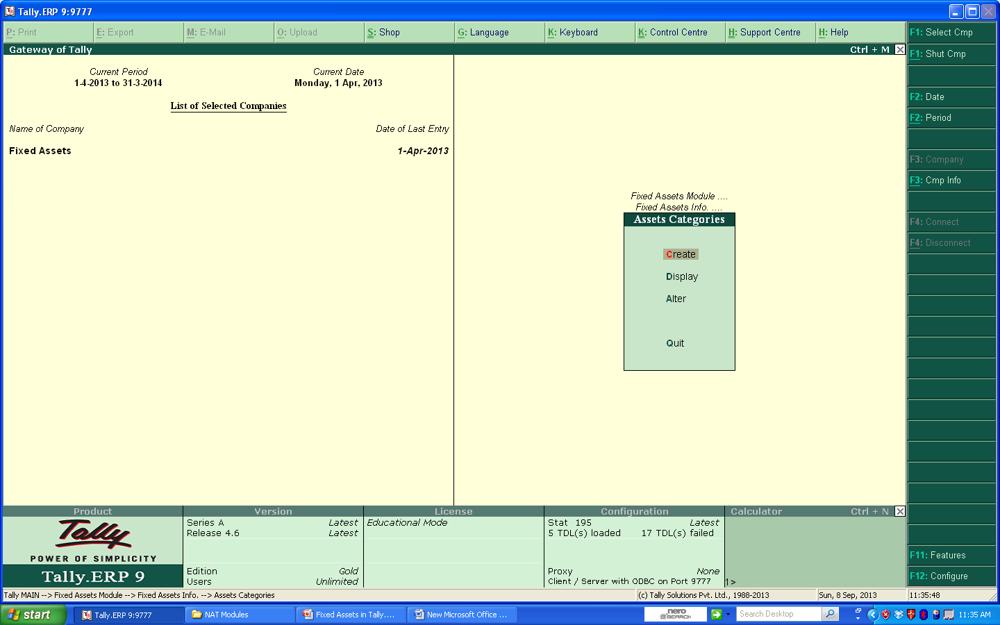 Tally.ERP 9:9777
P: Print
E: Export
M: E-Mail
O: Upload
S: Shop
G: Language
K: Keyboard
K: Control Centre
H: Support Centre
H: Help
Gateway of Tally
Ctrl + M
Current Period
1-4-2013 to 31-3-2014
Current Date
Monday, 1 Apr, 2013
List of Selected Companies
Name of Company
Date of Last Entry
Fixed Assets
1-Apr-2013
Fixed Assets Module ....
Fixed Assets Info. ....
Assets Categories
Create
Display
Alter
Quit
F1: Select Cmp
F1: Shut Cmp
F2: Date
F2: Period
F3: Company
F3: Cmp Info
F4: Connect
F4: Disconnect
F11: Features
F12: Configure
Product
Tally
POWER OF SIMPLICITY
Tally.ERP 9
Version
Series A Latest
Release 4.6 Latest
Edition Gold
Users Unlimited
License
Educational Mode
Configuration
Stat 195 Latest
5 TDL(s) loaded 17 TDL(s) failed
Proxy None
Client / Server with ODBC on Port 9777
Calculator
Ctrl + N
1>
Tally MAIN --> Fixed Assets Module --> Fixed Assets Info. --> Assets Categories
(c) Tally Solutions Pvt. Ltd., 1988-2013
Sun, 8 Sep, 2013
11:35:48
start
Tally.ERP 9:9777
NAT Modules
Fixed Assets in Tally....
New Microsoft Office ...
nero
SEARCH
Search Desktop
11:35 AM